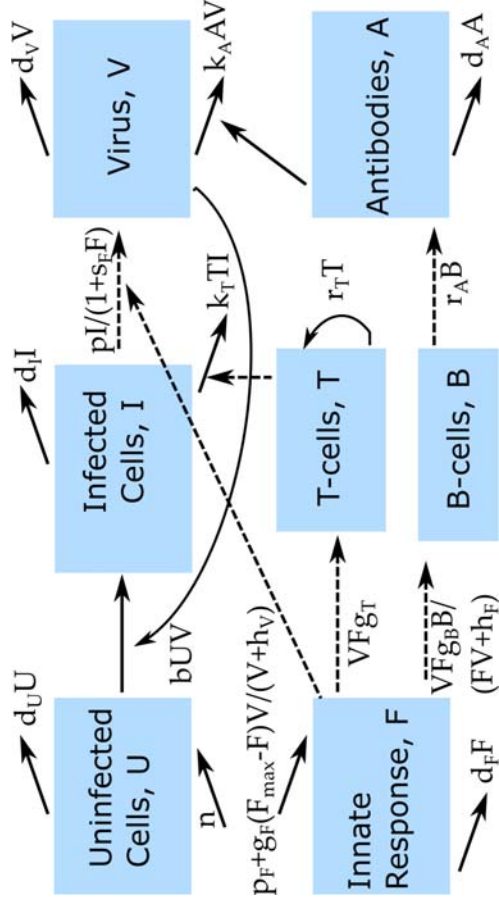 d_U U
d_I I
d_V V
Uninfected
Cells, U
Infected
Cells, I
Virus, V
pI/(1+s_F F)
bUV
k_T TI
k_A AV
n
p_F+g_F(F_max-F)V/(V+h_V)
Innate
Response, F
T-cells, T
r_T T
Antibodies, A
VFg_T
B-cells, B
VFg_B B/
(FV+h_F)
r_A B
d_F F
d_A A